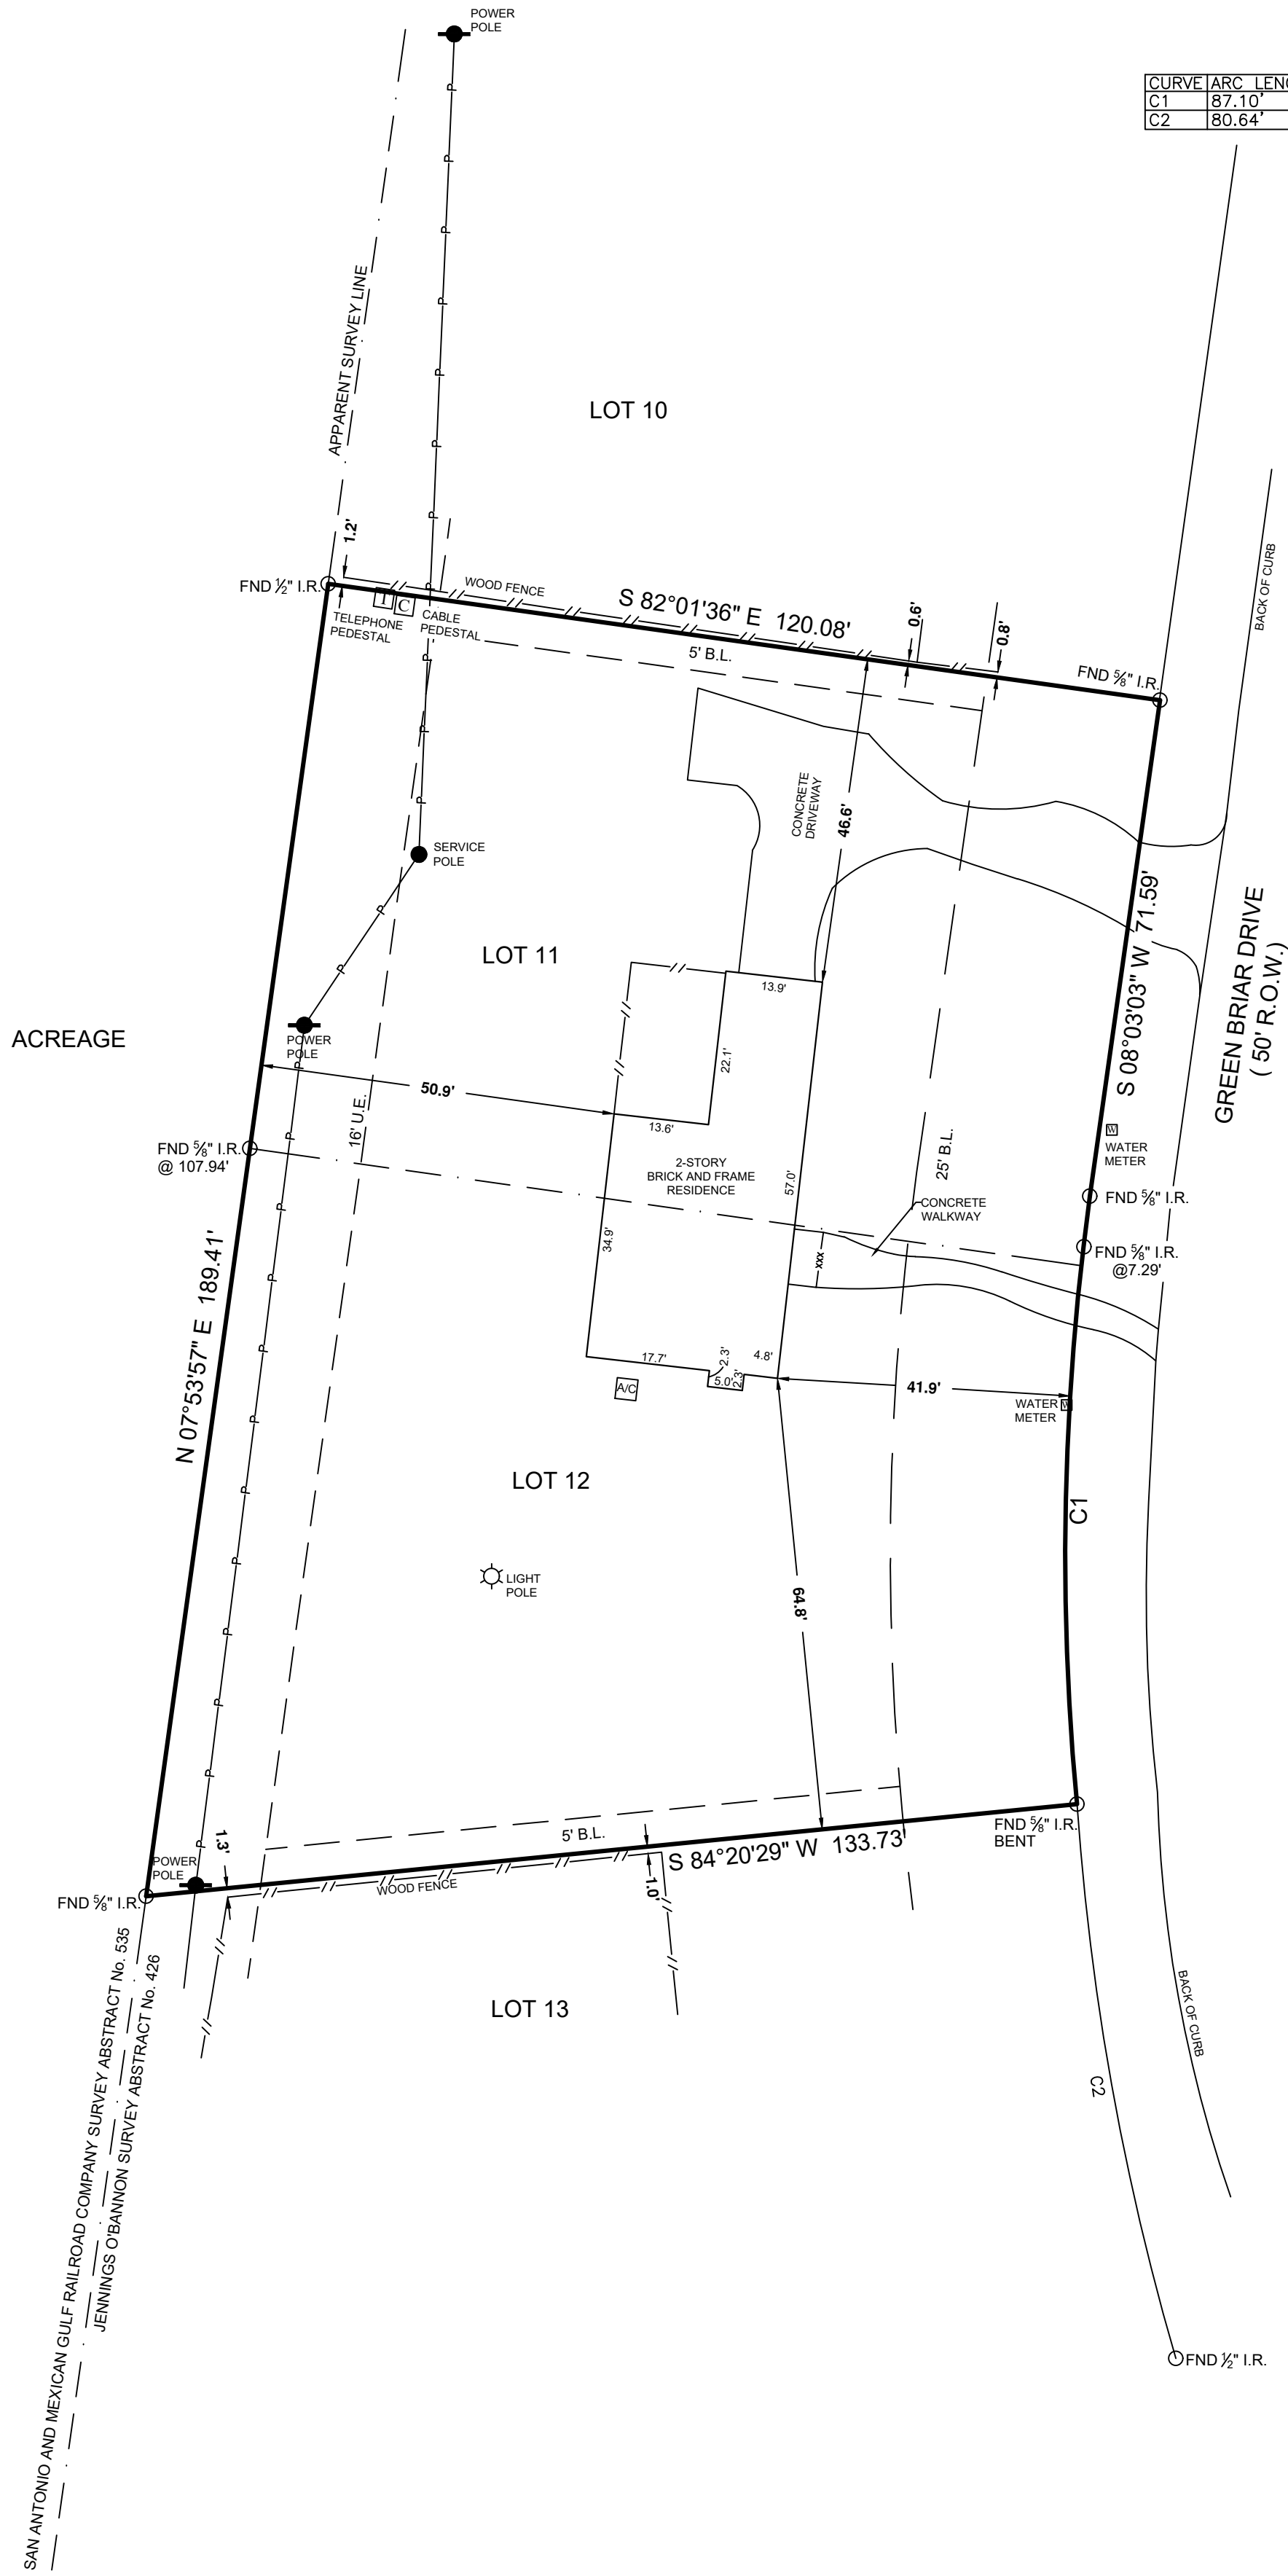 POWER
POLE
CURVE ARC LENG
C1 87.10'
C2 80.64'
APPARENT SURVEY LINE
LOT 10
BACK OF CURB
1.2'
FND ½" I.R.
WOOD FENCE
T C
TELEPHONE
PEDESTAL
CABLE
PEDESTAL
S 82°01'36" E 120.08'
5' B.L.
0.6'
0.8'
FND ⅝" I.R.
CONCRETE
DRIVEWAY
46.6'
SERVICE
POLE
LOT 11
13.9'
S 08°03'03" W 71.59'
GREEN BRIAR DRIVE
( 50' R.O.W.)
ACREAGE
POWER
POLE
22.1'
50.9'
13.6'
16' U.E.
25' B.L.
W
WATER
METER
FND ⅝" I.R.
@ 107.94'
2-STORY
BRICK AND FRAME
RESIDENCE
57.0'
CONCRETE
WALKWAY
FND ⅝" I.R.
34.9'
xxx
FND ⅝" I.R.
@7.29'
N 07°53'57" E 189.41'
17.7'
2.3'
5.0'
2.3'
4.8'
A/C
41.9'
WATER
METER
W
LOT 12
C1
LIGHT
POLE
64.8'
FND ⅝" I.R.
BENT
5' B.L.
S 84°20'29" W 133.73'
1.3'
POWER
POLE
1.0'
WOOD FENCE
FND ⅝" I.R.
LOT 13
SAN ANTONIO AND MEXICAN GULF RAILROAD COMPANY SURVEY ABSTRACT No. 535
JENNINGS O'BANNON SURVEY ABSTRACT No. 426
BACK OF CURB
C2
FND ½" I.R.
P P P P P P P P P P P P P P P P P P P P P P P P P